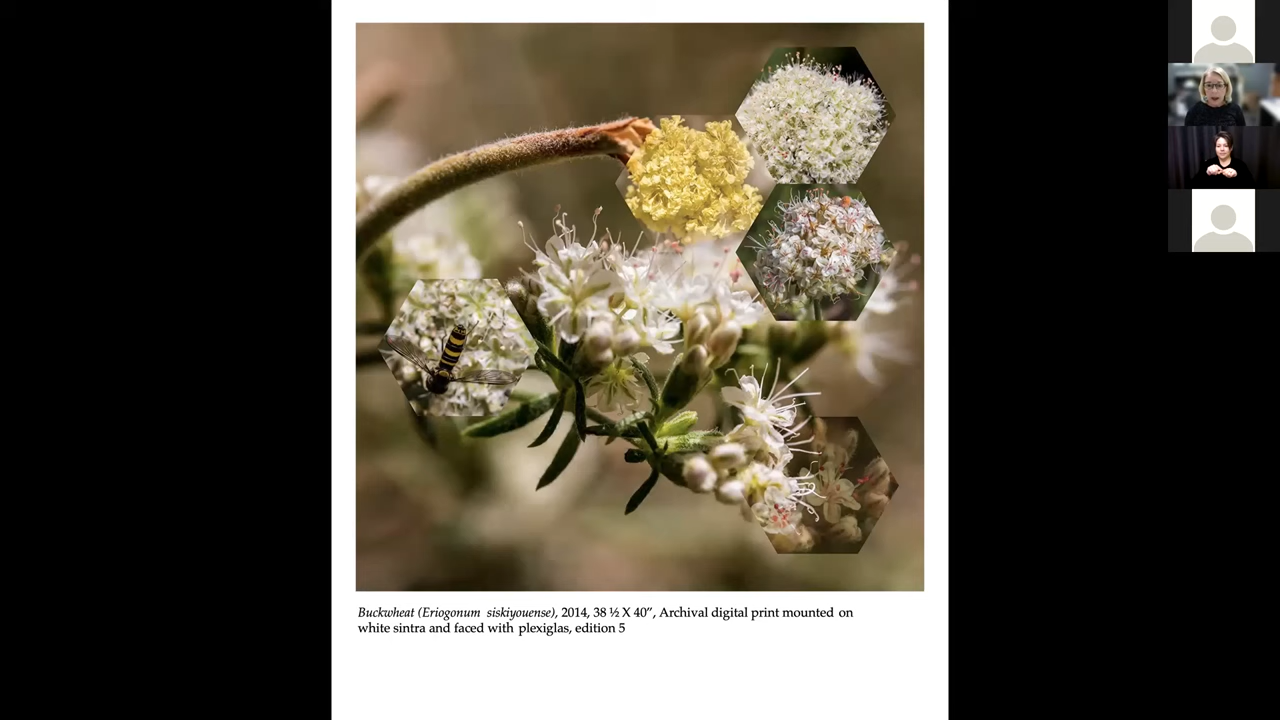 Buckwheat (Eriogonum siskiyouense), 2014, 38 ½ X 40”, Archival digital print mounted on
white sintra and faced with plexiglas, edition 5